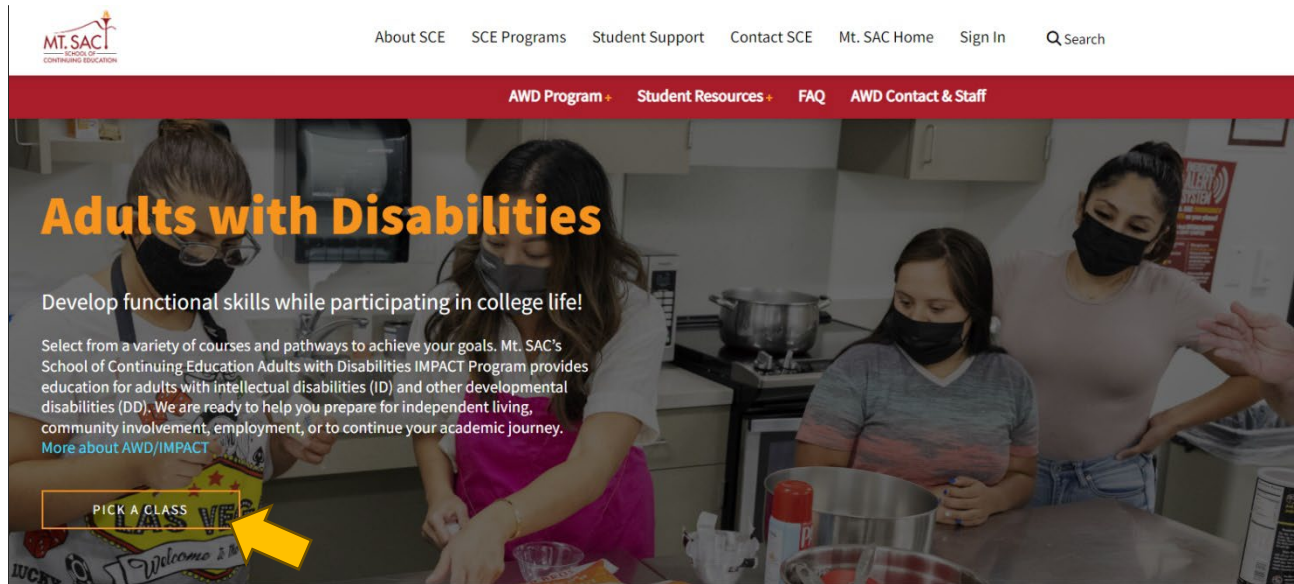 MT. SAC
SCHOOL OF
CONTINUING EDUCATION
About SCE SCE Programs Student Support Contact SCE Mt. SAC Home Sign In Search
AWD Program + Student Resources + FAQ AWD Contact & Staff
Adults with Disabilities
Develop functional skills while participating in college life!
Select from a variety of courses and pathways to achieve your goals. Mt. SAC's
School of Continuing Education Adults with Disabilities IMPACT Program provides
education for adults with intellectual disabilities (ID) and other developmental
disabilities (DD). We are ready to help you prepare for independent living,
community involvement, employment, or to continue your academic journey.
More about AWD/IMPACT
PICK A CLASS
LAS VE
Welcome
LUCKY
ALERT
SYSTEM